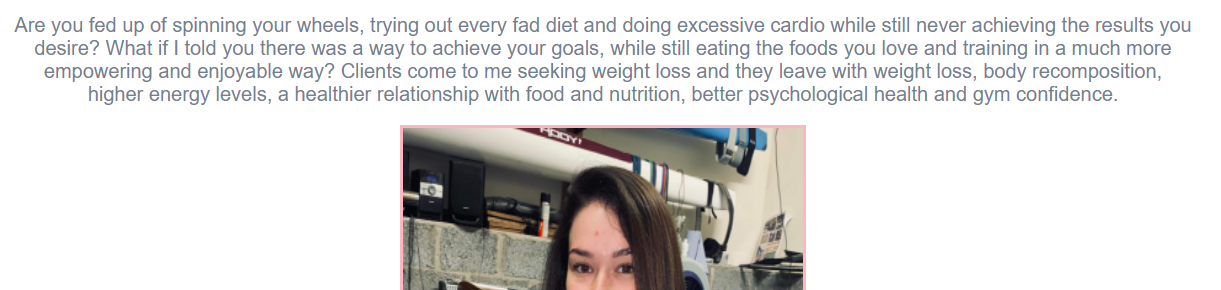 Are you fed up of spinning your wheels, trying out every fad diet and doing excessive cardio while still never achieving the results you
desire? What if I told you there was a way to achieve your goals, while still eating the foods you love and training in a much more
empowering and enjoyable way? Clients come to me seeking weight loss and they leave with weight loss, body recomposition,
higher energy levels, a healthier relationship with food and nutrition, better psychological health and gym confidence.